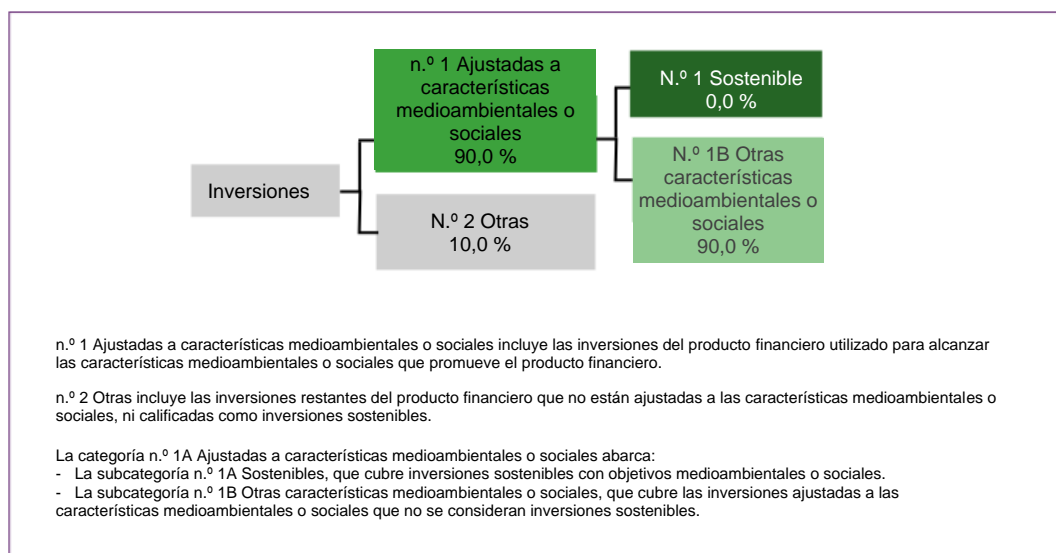 n.º 1 Ajustadas a
características
medioambientales o
sociales
90,0 %
N.º 1 Sostenible
0,0 %
N.º 1B Otras
características
medioambientales o
sociales
90,0 %
Inversiones
N.º 2 Otras
10,0 %
n.º 1 Ajustadas a características medioambientales o sociales incluye las inversiones del producto financiero utilizado para alcanzar
las características medioambientales o sociales que promueve el producto financiero.
n.º 2 Otras incluye las inversiones restantes del producto financiero que no están ajustadas a las características medioambientales o
sociales, ni calificadas como inversiones sostenibles.
La categoría n.º 1A Ajustadas a características medioambientales o sociales abarca:
- La subcategoría n.º 1A Sostenibles, que cubre inversiones sostenibles con objetivos medioambientales o sociales.
- La subcategoría n.º 1B Otras características medioambientales o sociales, que cubre las inversiones ajustadas a las
características medioambientales o sociales que no se consideran inversiones sostenibles.